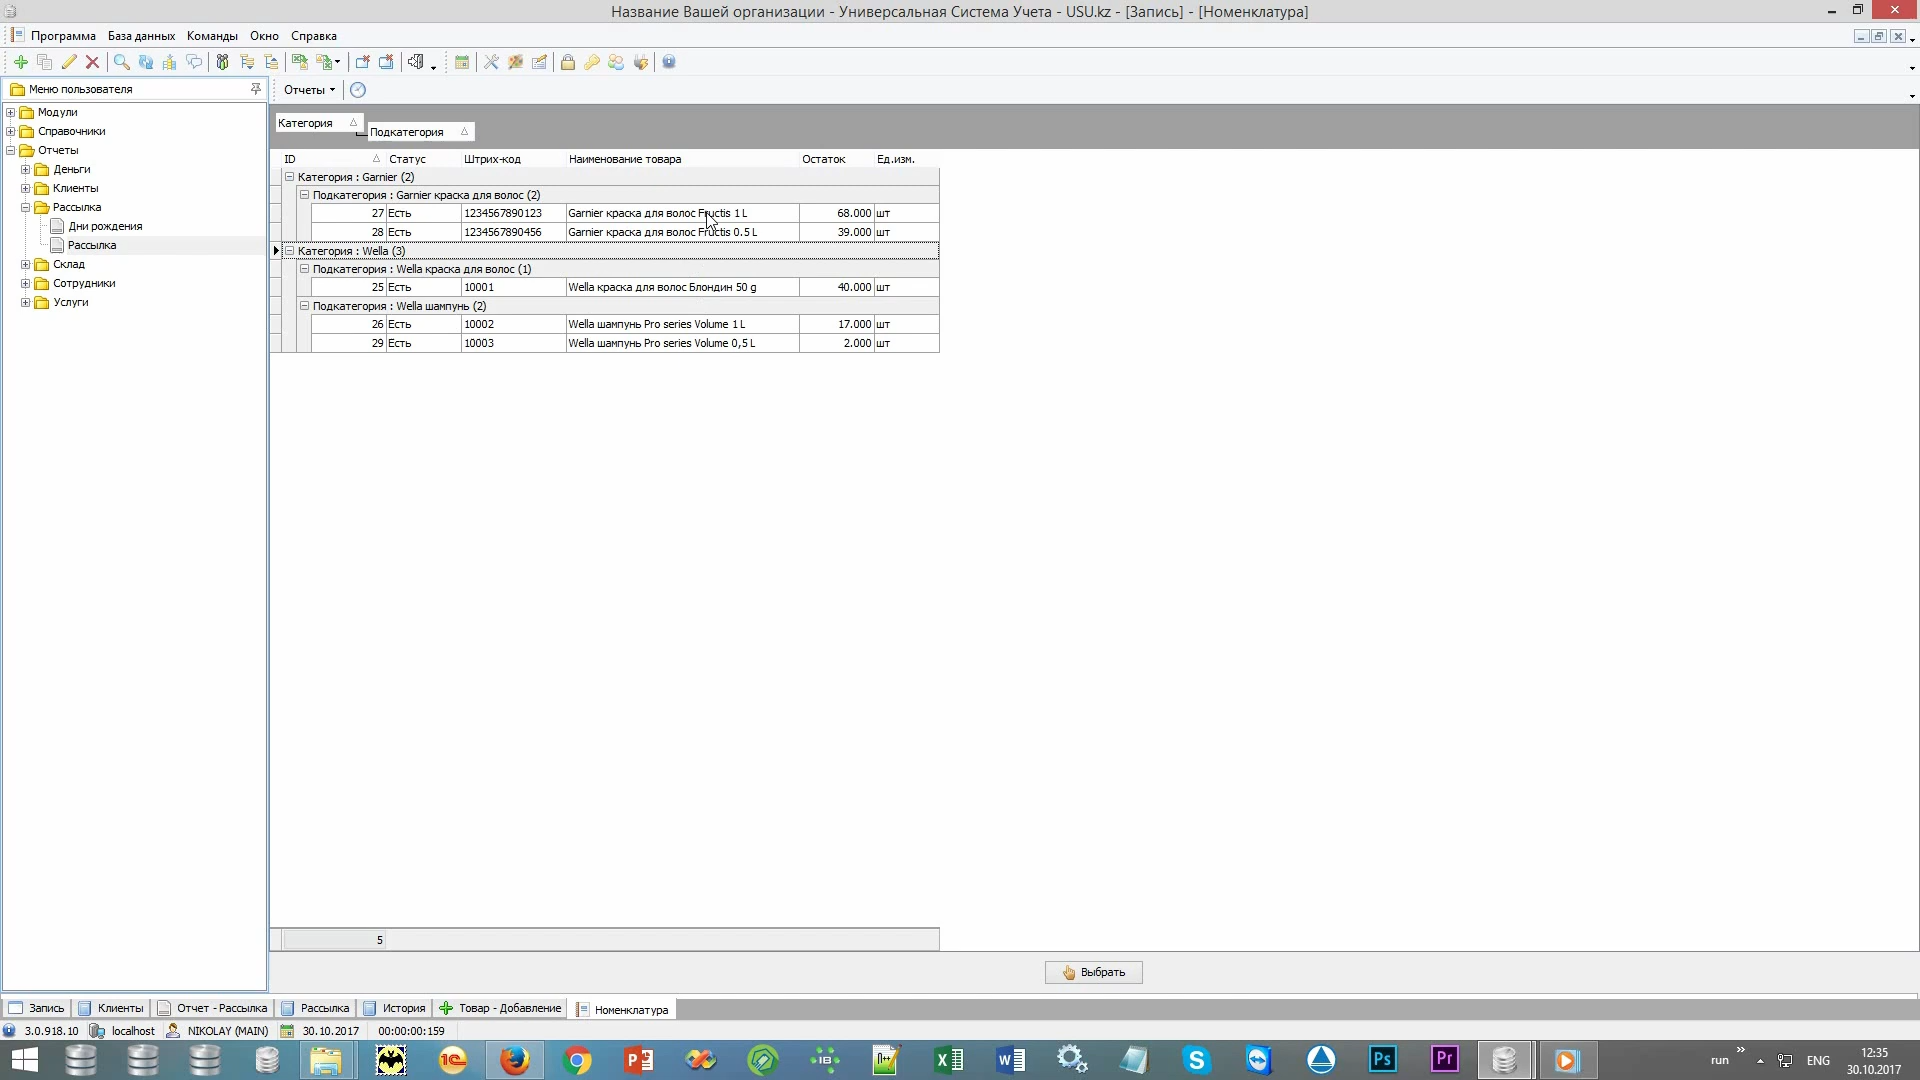 Название Вашей организации - Универсальная Система Учета - USU.kz - [Запись] - [Номенклатура]
Программа База данных Команды Окно Справка
Меню пользователя
Отчеты
Модули
Справочники
Отчеты
Деньги
Клиенты
Рассылка
Дни рождения
Рассылка
Склад
Сотрудники
Услуги
Категория
Подкатегория
ID Статус Штрих-код Наименование товара Остаток Ед.изм.
Категория : Garnier (2)
Подкатегория : Garnier краска для волос (2)
27 Есть 1234567890123 Garnier краска для волос Fructis 1 L 68.000 шт
28 Есть 1234567890456 Garnier краска для волос Fructis 0.5 L 39.000 шт
Категория : Wella (3)
Подкатегория : Wella краска для волос (1)
25 Есть 10001 Wella краска для волос Блондин 50 g 40.000 шт
Подкатегория : Wella шампунь (2)
26 Есть 10002 Wella шампунь Pro series Volume 1 L 17.000 шт
29 Есть 10003 Wella шампунь Pro series Volume 0,5 L 2.000 шт
5
Выбрать
Запись Клиенты Отчет - Рассылка Рассылка История Товар - Добавление Номенклатура
3.0.918.10 localhost NIKOLAY (MAIN) 30.10.2017 00:00:00:159
run ENG 12:35
30.10.2017